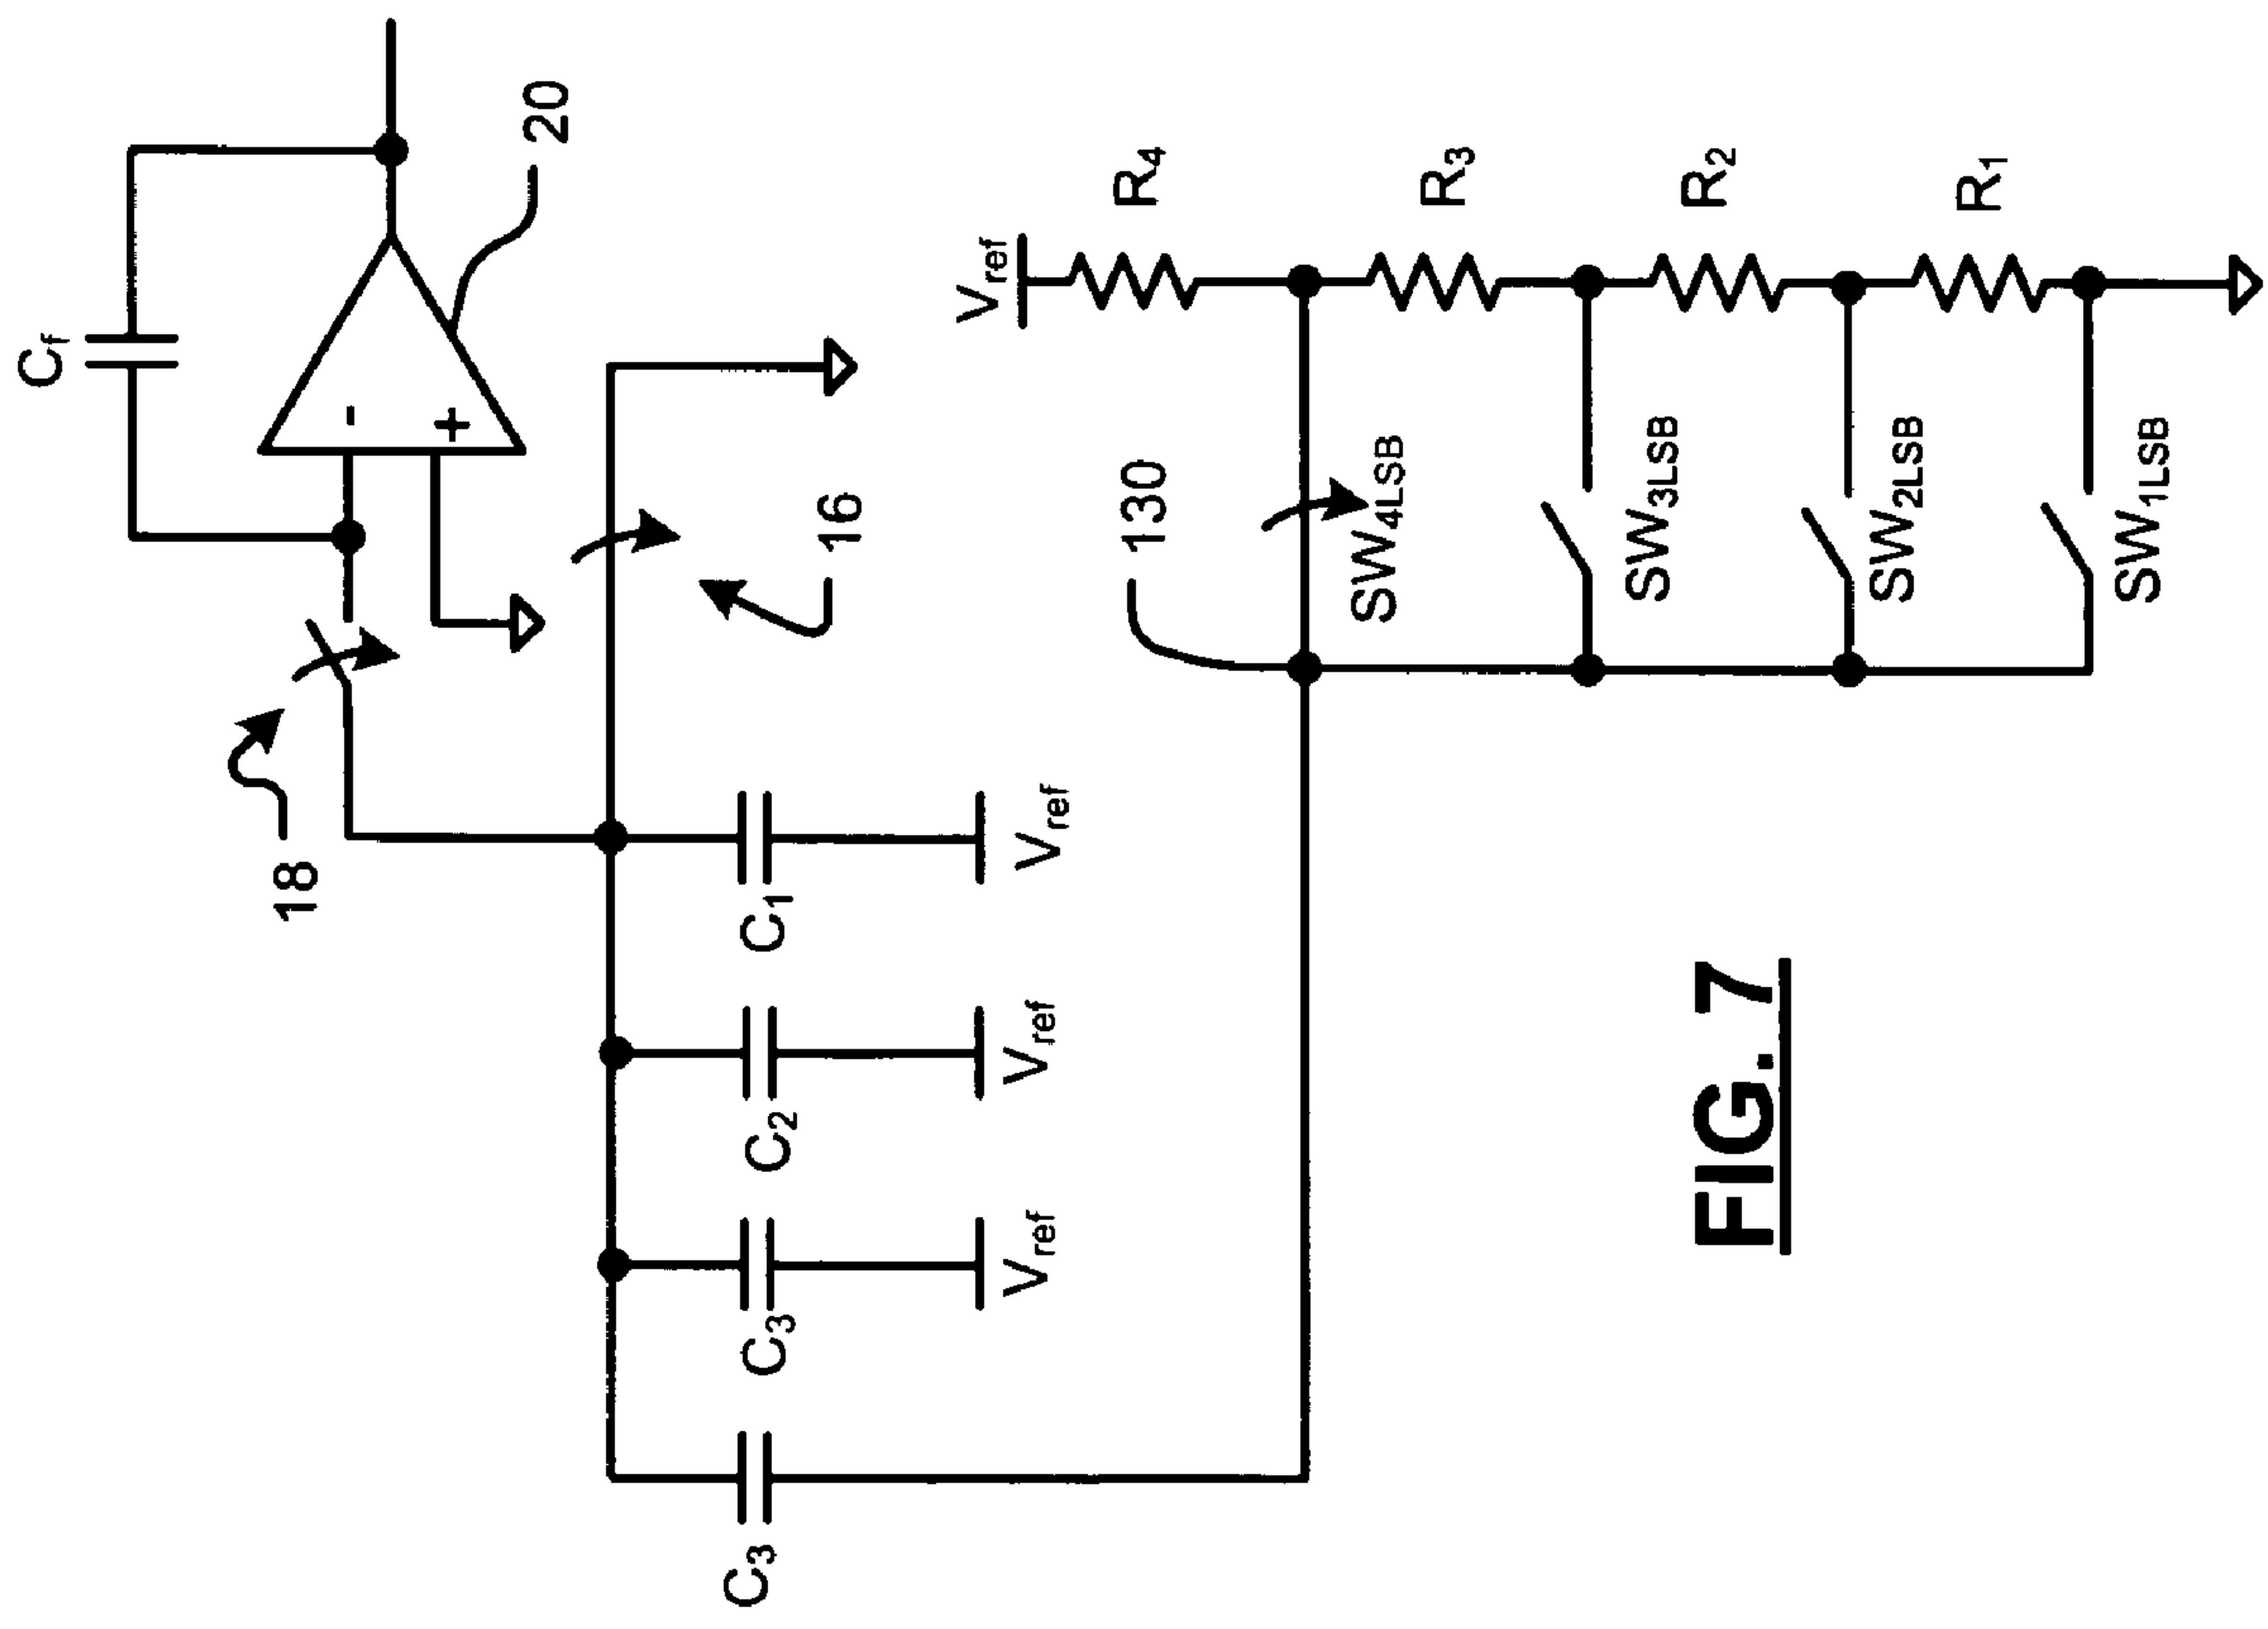 Cf
-
+
20
18
16
Vref
R4
130
SW4LSB
R3
SW3LSB
R2
SW2LSB
R1
SW1LSB
C1
Vref
C2
Vref
C3
Vref
C3
FIG. 7